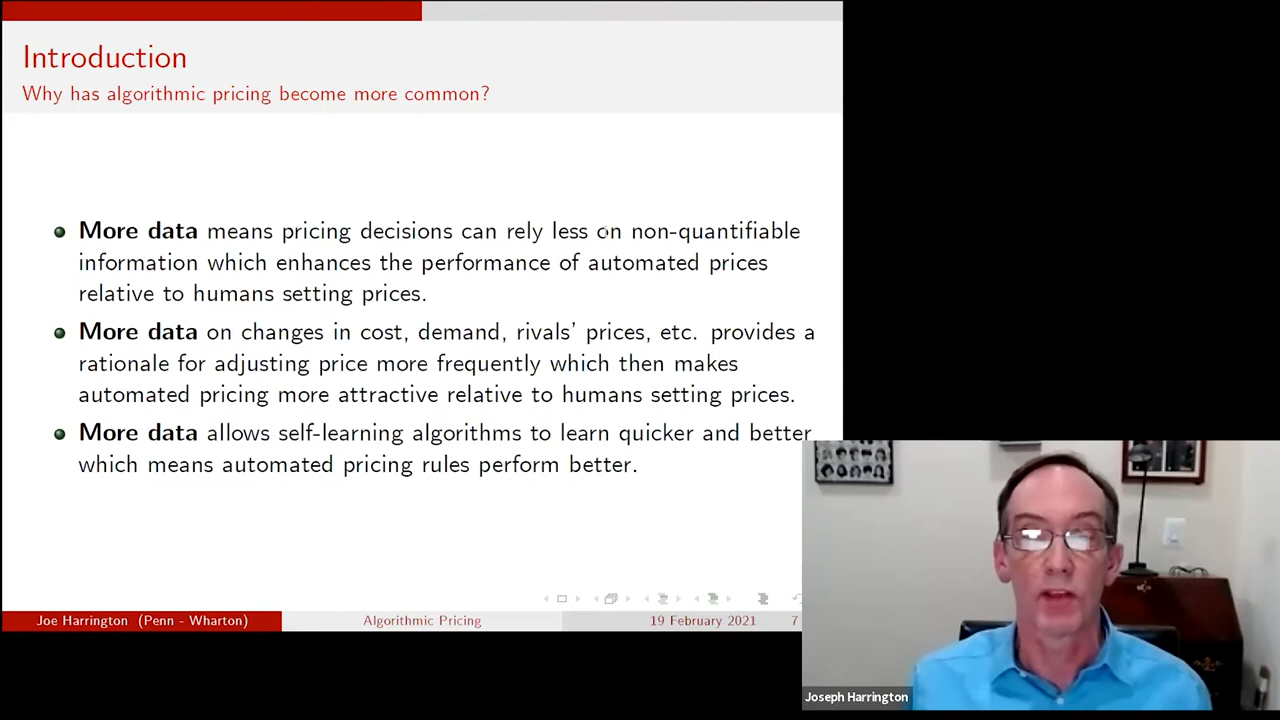 Introduction
Why has algorithmic pricing become more common?
More data means pricing decisions can rely less on non-quantifiable
information which enhances the performance of automated prices
relative to humans setting prices.
More data on changes in cost, demand, rivals' prices, etc. provides a
rationale for adjusting price more frequently which then makes
automated pricing more attractive relative to humans setting prices.
More data allows self-learning algorithms to learn quicker and better
which means automated pricing rules perform better.
Joe Harrington (Penn - Wharton)
Algorithmic Pricing
19 February 2021
7
Joseph Harrington